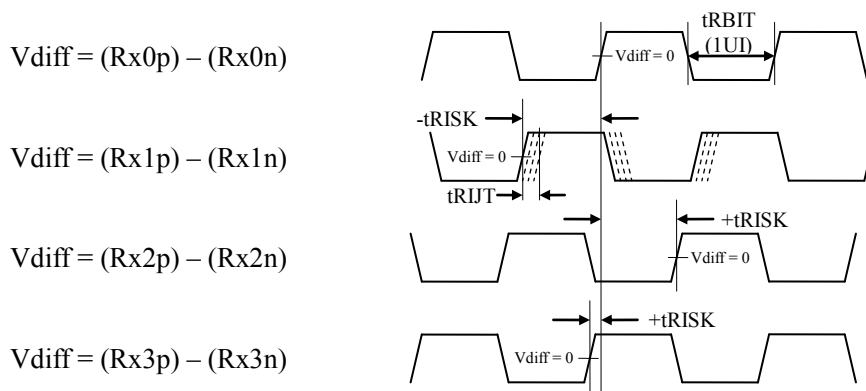 tRBIT
(1UI)
Vdiff = (Rx0p) – (Rx0n)
Vdiff = 0
-tRISK
Vdiff = (Rx1p) – (Rx1n)
Vdiff = 0
tRIJT
+tRISK
Vdiff = (Rx2p) – (Rx2n)
Vdiff = 0
+tRISK
Vdiff = (Rx3p) – (Rx3n)
Vdiff = 0